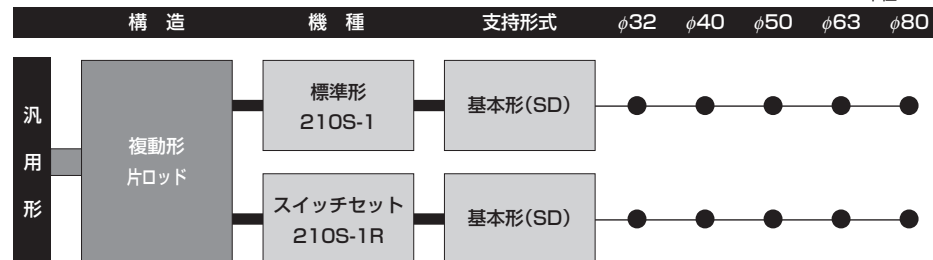 構 造 機 種 支持形式 φ32 φ40 φ50 φ63 φ80
汎用形
複動形
片ロッド
標準形
210S-1
基本形(SD)
スイッチセット
210S-1R
基本形(SD)